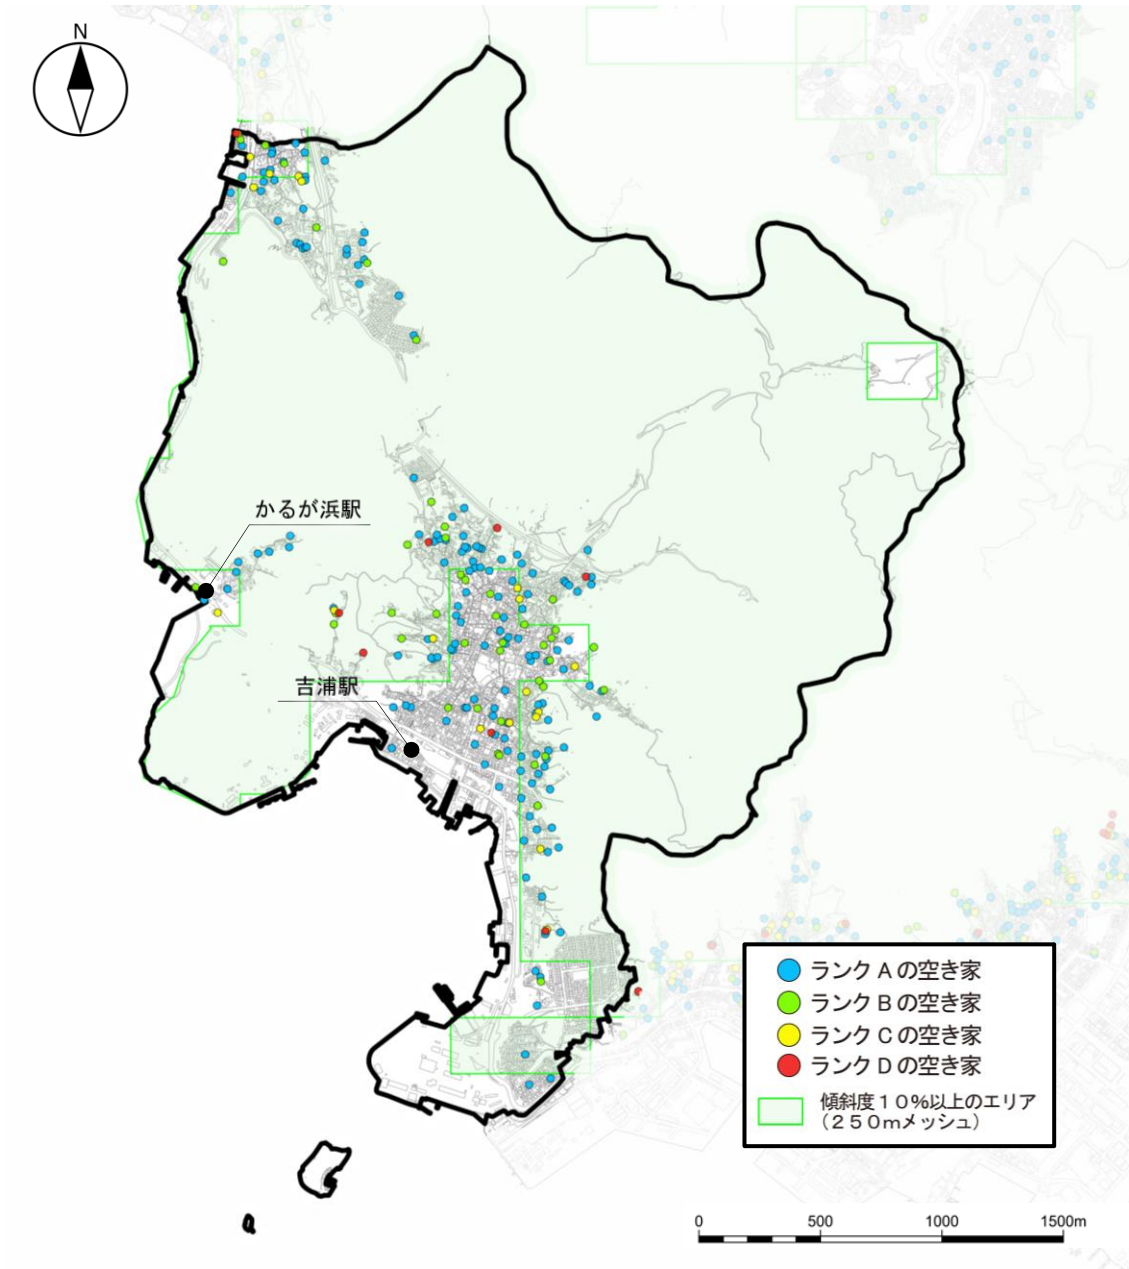 N
かるが浜駅
吉浦駅
ランクＡの空き家
ランクＢの空き家
ランクＣの空き家
ランクＤの空き家
傾斜度１０％以上のエリア
（２５０ｍメッシュ）
0 500 1000 1500m